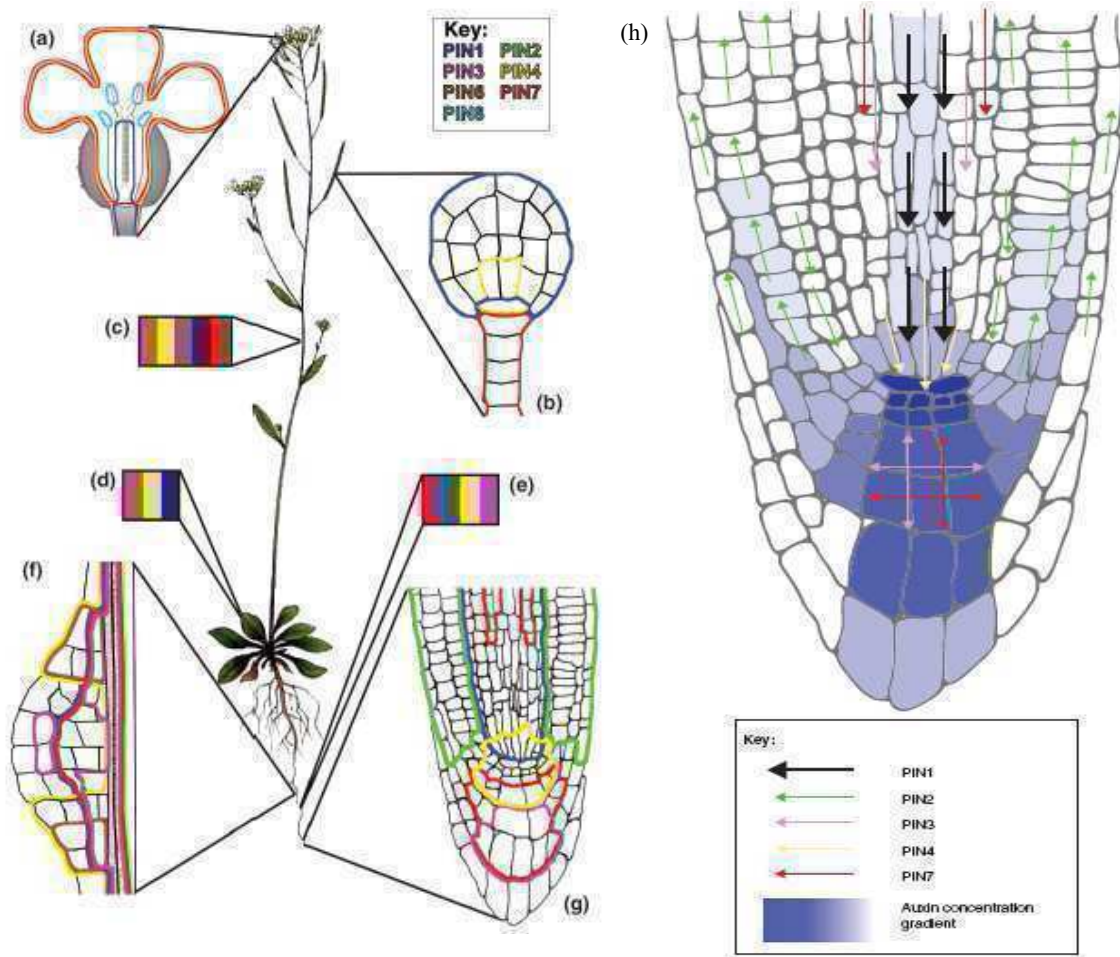 (a)
Key:
PIN1 PIN2
PIN3 PIN4
PIN6 PIN7
PIN8
(b)
(c)
(d)
(e)
(f)
(g)
(h)
Key:
PIN1
PIN2
PIN3
PIN4
PIN7
Auxin concentration
gradient